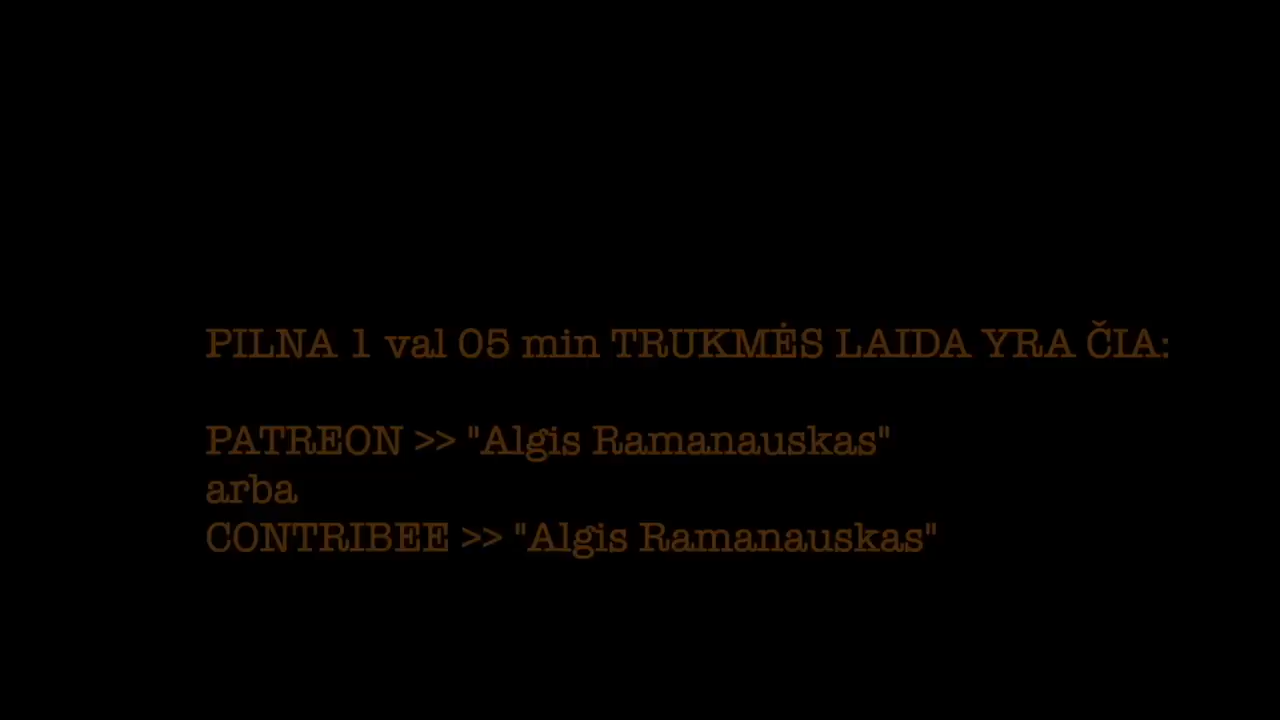 PILNA 1 val 05 min TRUKMĖS LAIDA YRA ČIA:
PATREON >> "Algis Ramanauskas"
arba
CONTRIBEE >> "Algis Ramanauskas"